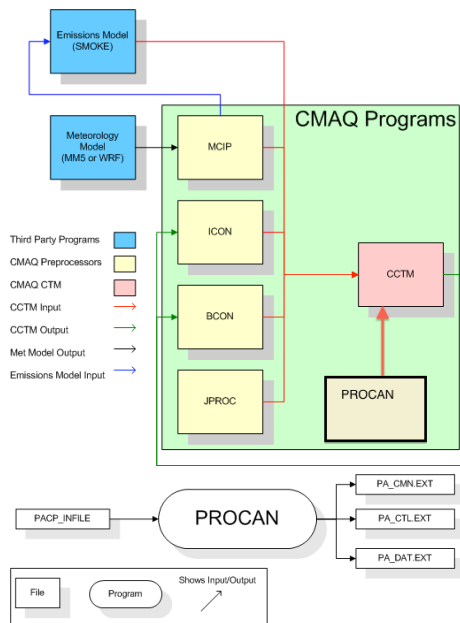 Emissions Model
(SMOKE)
CMAQ Programs
Meteorology
Model
(MM5 or WRF)
MCIP
ICON
Third Party Programs
CMAQ Preprocessors
CMAQ CTM
CCTM Input
CCTM Output
Met Model Output
Emissions Model Input
CCTM
BCON
JPROC
PROCAN
PACP_INFILE
PROCAN
PA_CMN.EXT
PA_CTL.EXT
PA_DAT.EXT
File
Program
Shows Input/Output